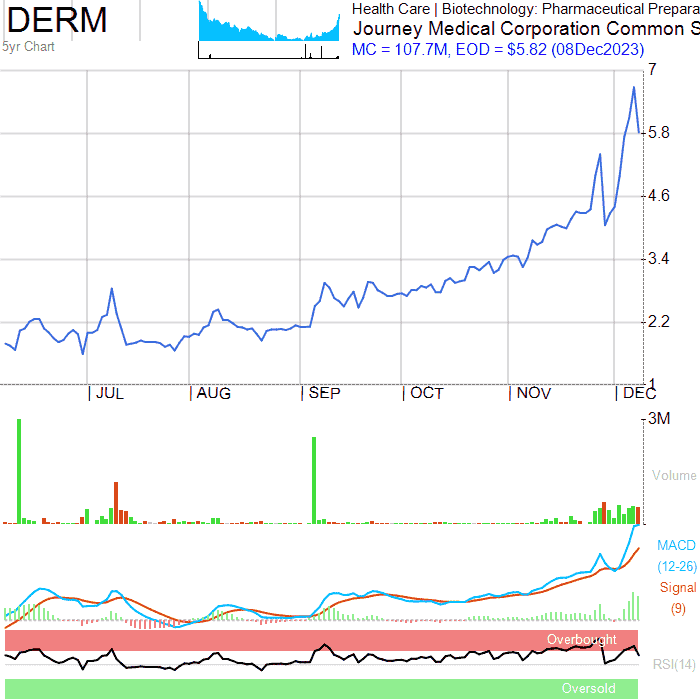 DERM
5yr Chart
Health Care | Biotechnology: Pharmaceutical Prepara
Journey Medical Corporation Common S
MC = 107.7M, EOD = $5.82 (08Dec2023)
7
5.8
4.6
3.4
2.2
1
JUL
AUG
SEP
OCT
NOV
DEC
3M
Volume
MACD
(12-26)
Signal
(9)
Overbought
RSI(14)
Oversold